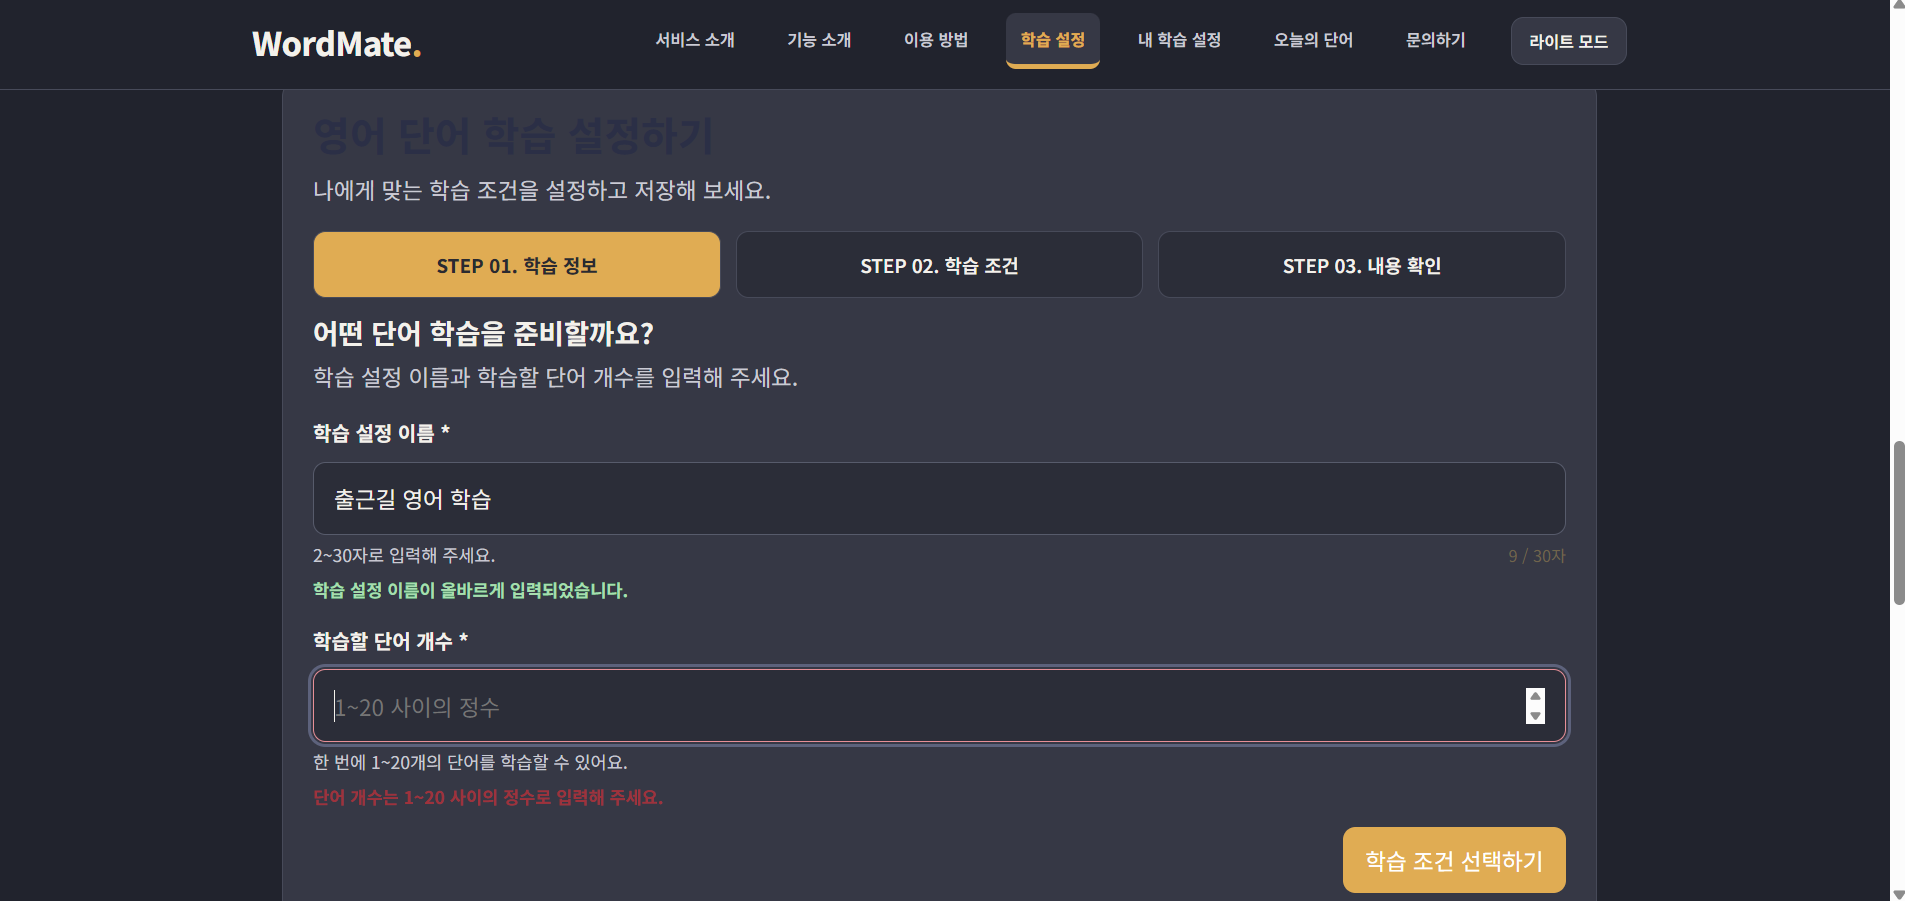 WordMate.
서비스 소개
기능 소개
이용 방법
학습 설정
내 학습 설정
오늘의 단어
문의하기
라이트 모드
영어 단어 학습 설정하기
나에게 맞는 학습 조건을 설정하고 저장해 보세요.
STEP 01. 학습 정보
STEP 02. 학습 조건
STEP 03. 내용 확인
어떤 단어 학습을 준비할까요?
학습 설정 이름과 학습할 단어 개수를 입력해 주세요.
학습 설정 이름 *
출근길 영어 학습
2~30자로 입력해 주세요.
9 / 30자
학습 설정 이름이 올바르게 입력되었습니다.
학습할 단어 개수 *
1~20 사이의 정수
한 번에 1~20개의 단어를 학습할 수 있어요.
단어 개수는 1~20 사이의 정수로 입력해 주세요.
학습 조건 선택하기